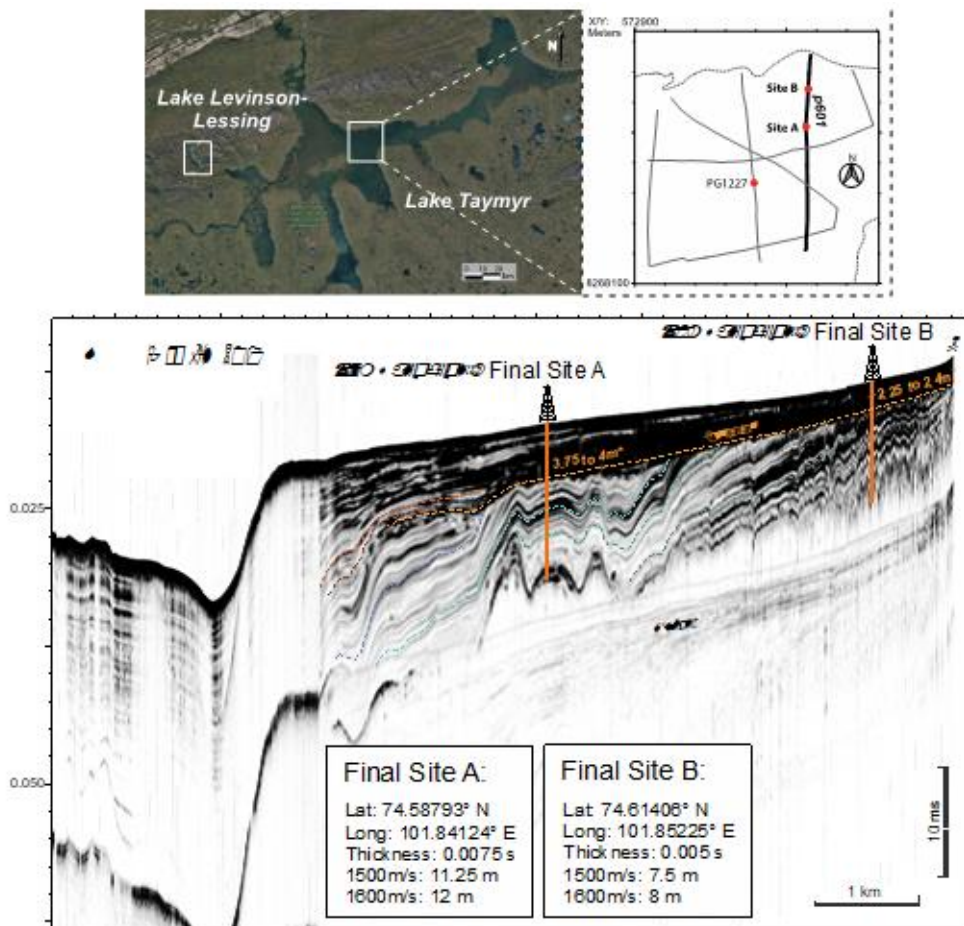 Lake Levinson-
Lessing
Lake Taymyr
N
km
X/Y: 572900
Meters
Site B
p601
Site A
PG1227
N
8268100
Final Site B
Final Site A
2.25 to 2.4m
3.75 to 4m
0.025
0.050
Final Site A:
Lat: 74.58793° N
Long: 101.84124° E
Thickness: 0.0075 s
1500m/s: 11.25 m
1600m/s: 12 m
Final Site B:
Lat: 74.61406° N
Long: 101.85225° E
Thickness: 0.005 s
1500m/s: 7.5 m
1600m/s: 8 m
10 ms
1 km